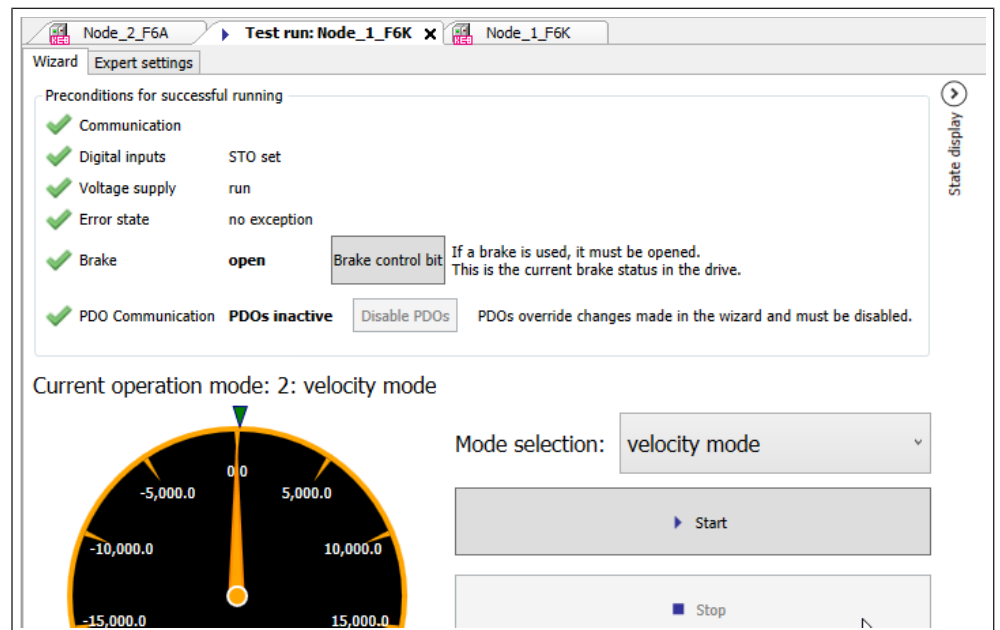 KEB Node_2_F6A Test run: Node_1_F6K x KEB Node_1_F6K
Wizard Expert settings
Preconditions for successful running
Communication
Digital inputs STO set
Voltage supply run
Error state no exception
Brake open Brake control bit If a brake is used, it must be opened.
This is the current brake status in the drive.
PDO Communication PDOs inactive Disable PDOs PDOs override changes made in the wizard and must be disabled.
State display
Current operation mode: 2: velocity mode
Mode selection: velocity mode
0.0
-5,000.0 5,000.0
Start
-10,000.0 10,000.0
Stop
-15,000.0 15,000.0